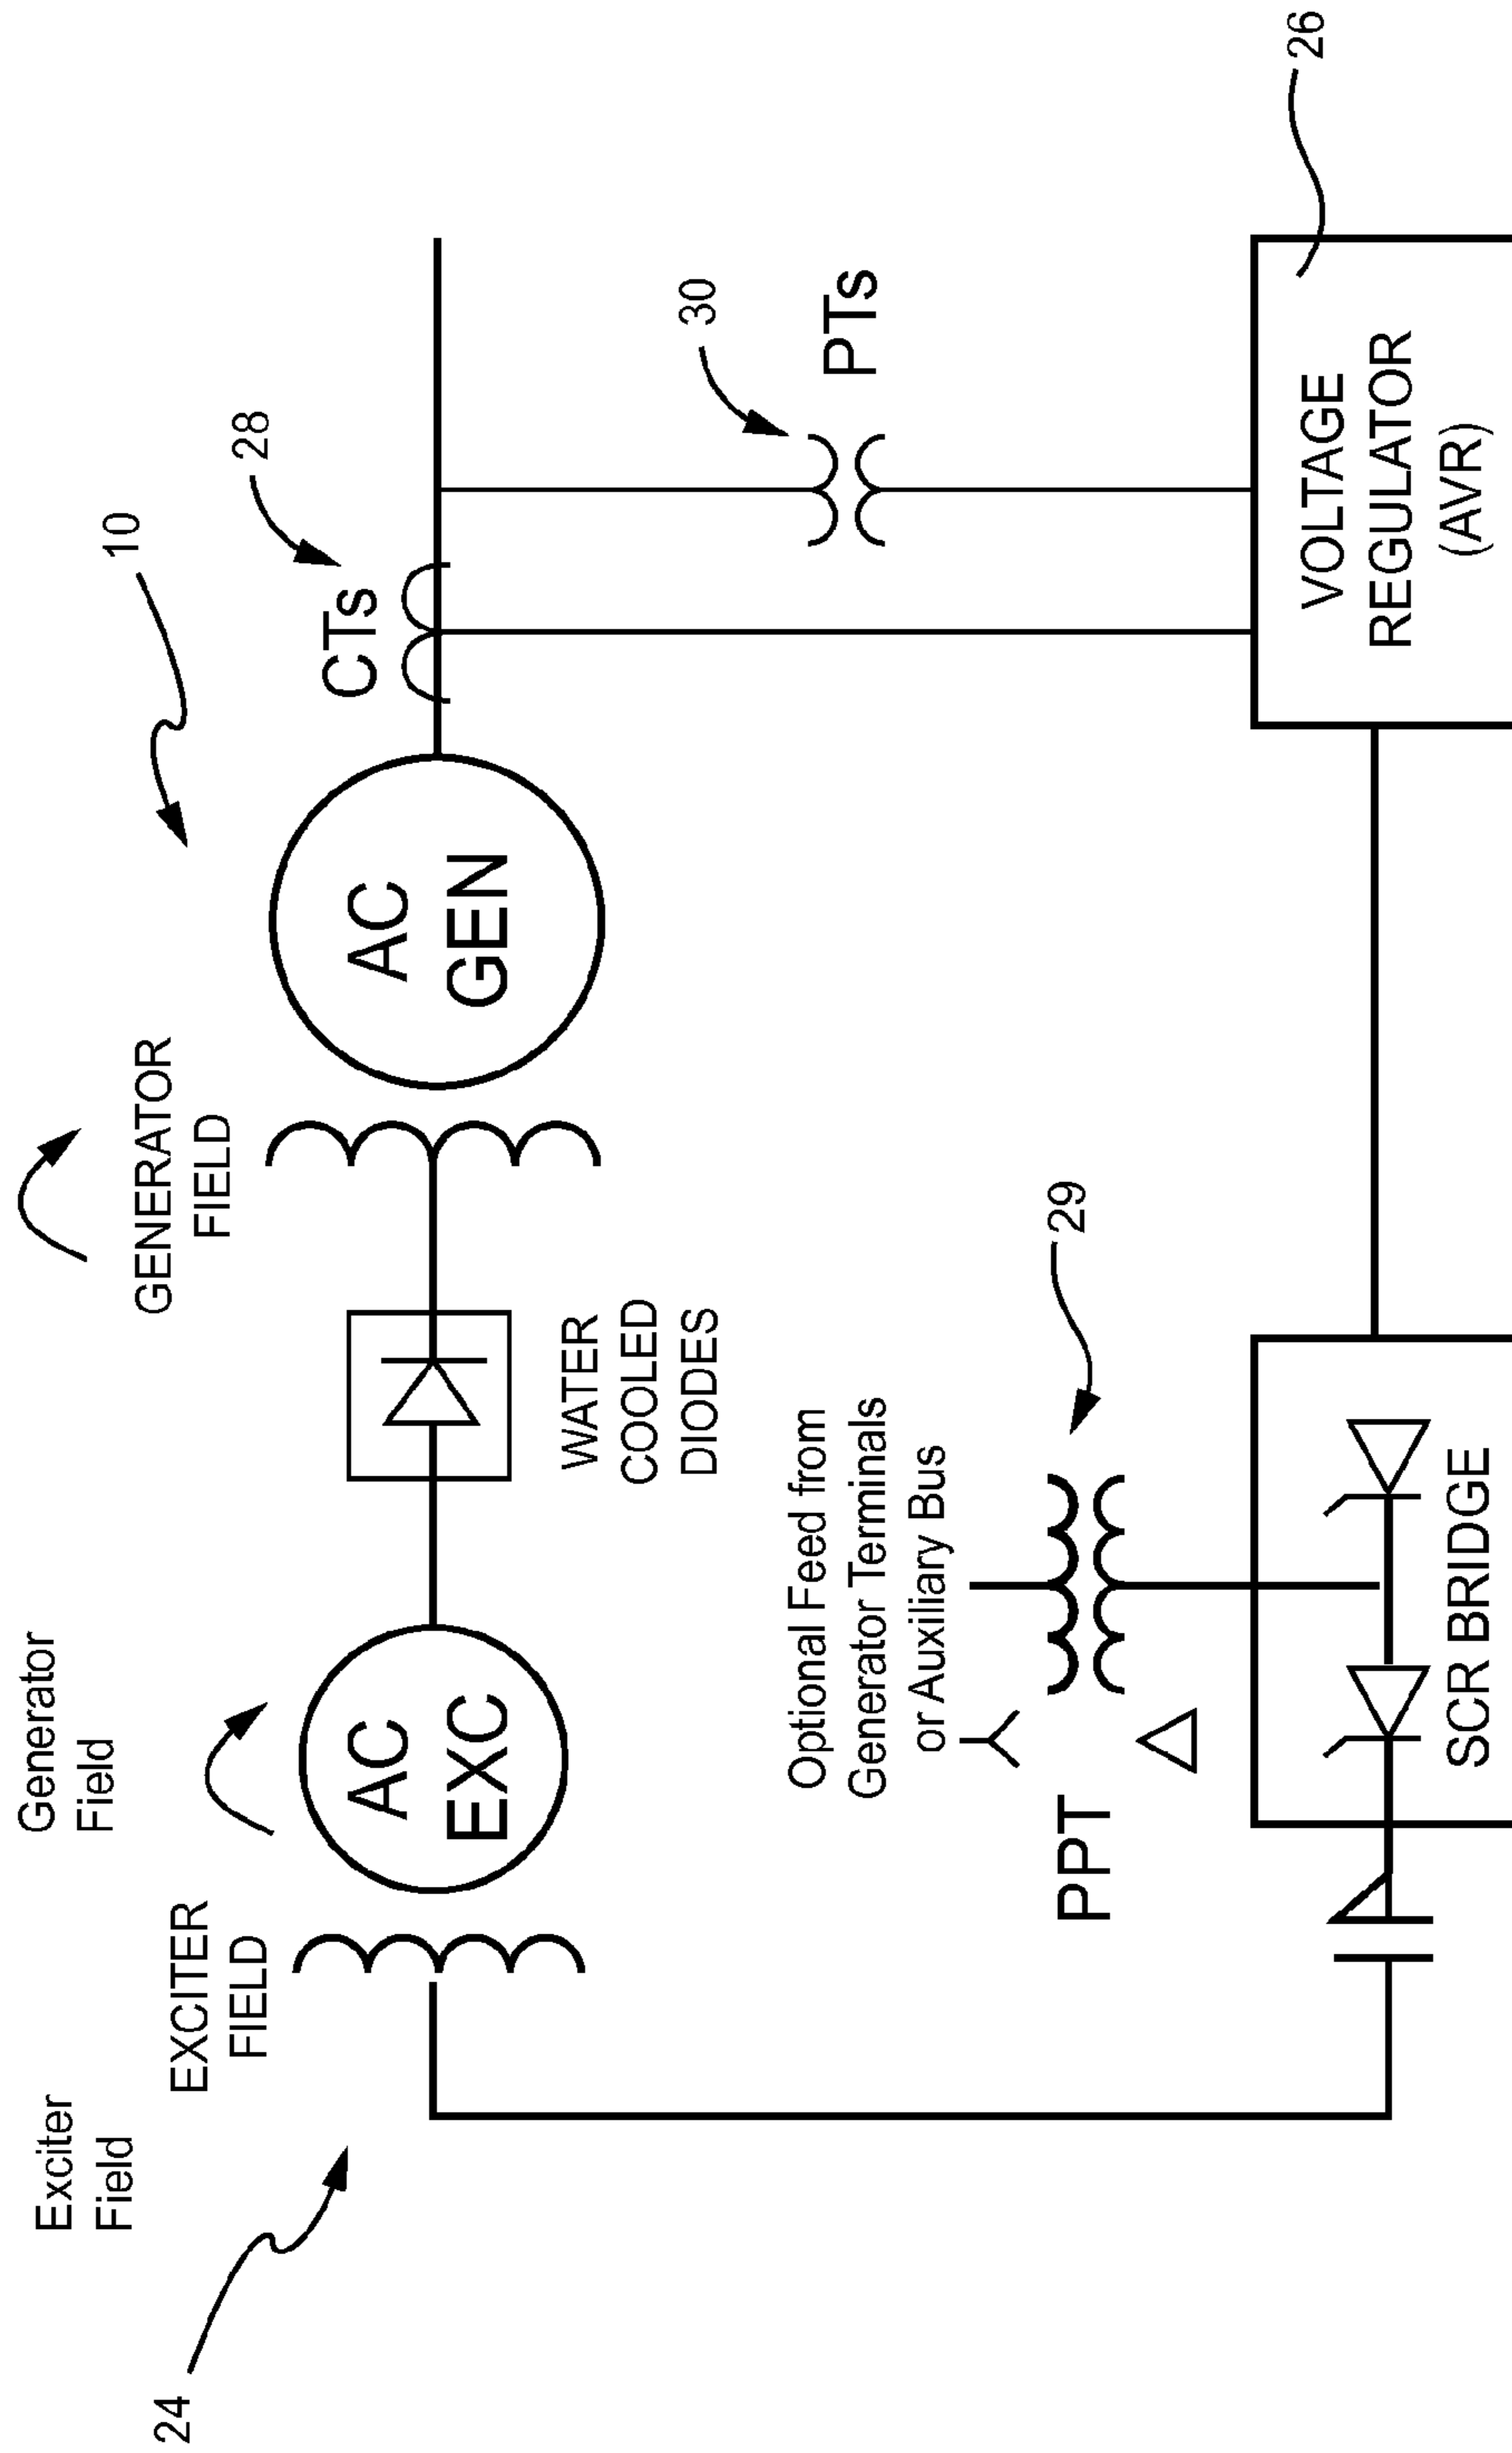 24
Exciter
Field
EXCITER
FIELD
Generator
Field
AC
EXC
WATER
COOLED
DIODES
GENERATOR
FIELD
AC
GEN
10
CTs
28
30
PTs
PPT
Optional Feed from
Generator Terminals
or Auxiliary Bus
29
SCR BRIDGE
VOLTAGE
REGULATOR
(AVR)
26